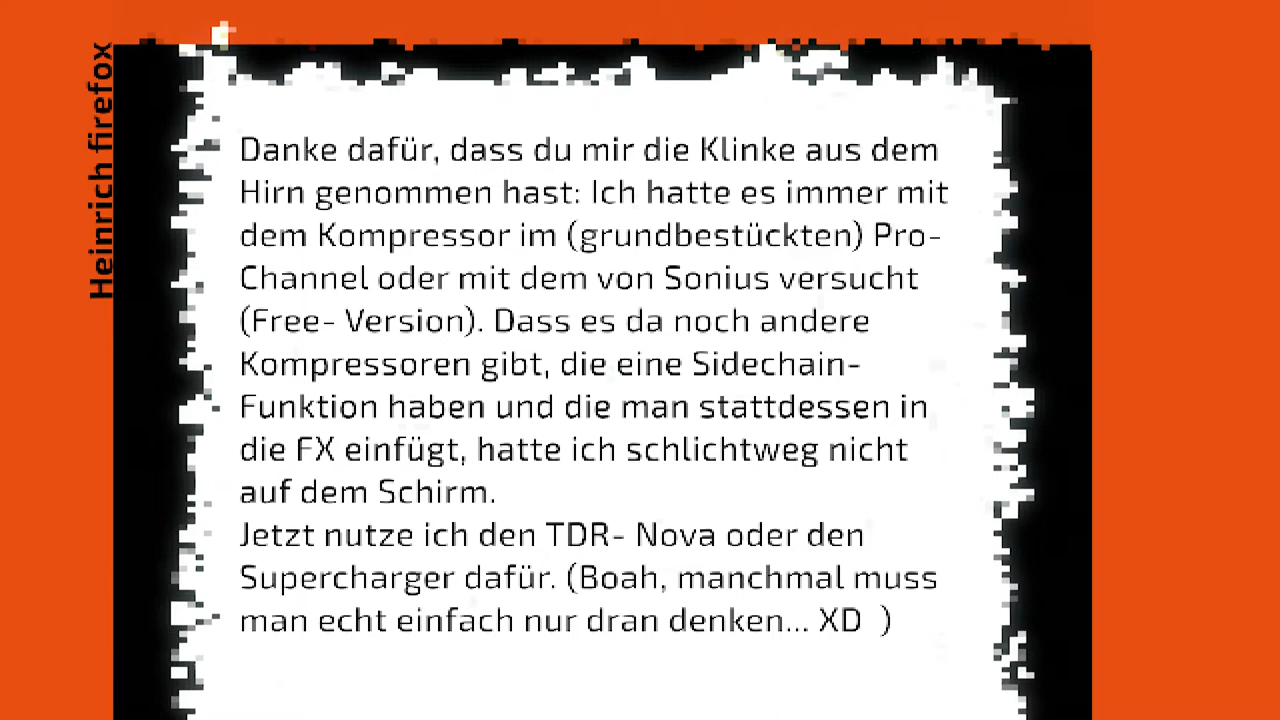 Heinrich firefox
Danke dafür, dass du mir die Klinke aus dem
Hirn genommen hast: Ich hatte es immer mit
dem Kompressor im (grundbestückten) Pro-
Channel oder mit dem von Sonius versucht
(Free- Version). Dass es da noch andere
Kompressoren gibt, die eine Sidechain-
Funktion haben und die man stattdessen in
die FX einfügt, hatte ich schlichtweg nicht
auf dem Schirm.
Jetzt nutze ich den TDR- Nova oder den
Supercharger dafür. (Boah, manchmal muss
man echt einfach nur dran denken... XD  )